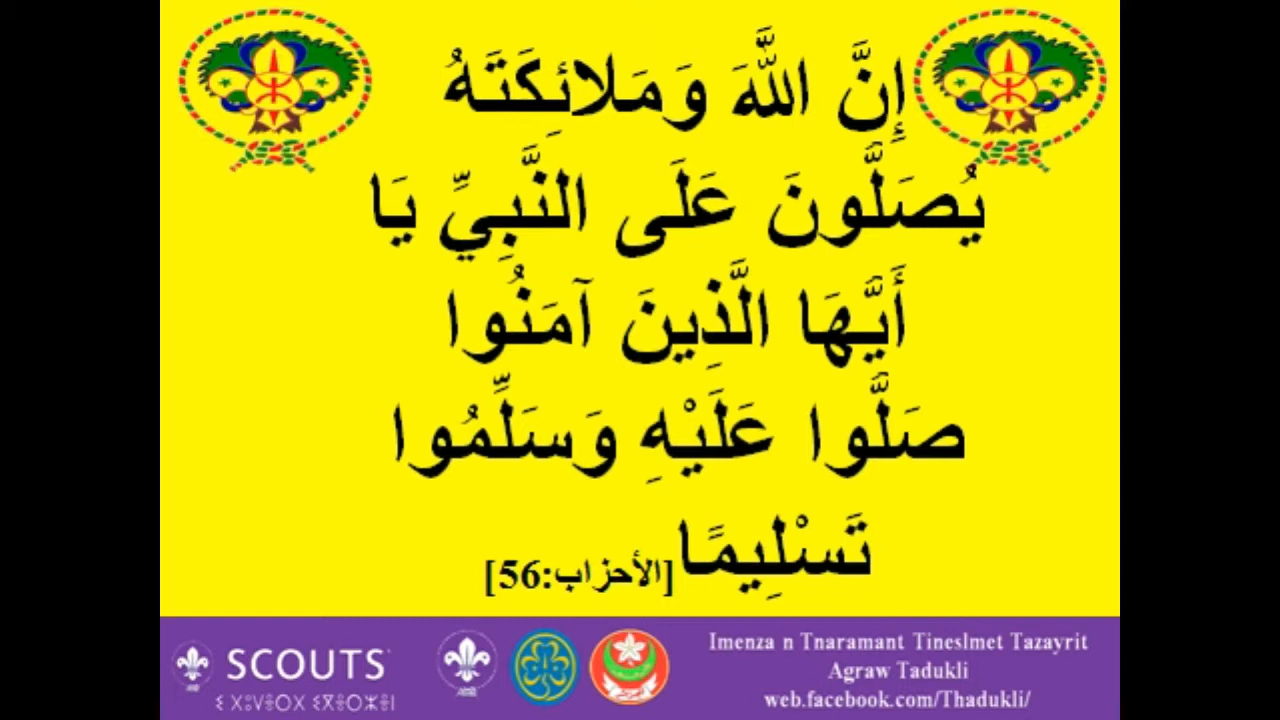 إِنَّ اللَّهَ وَمَلائِكَتَهُ
يُصَلُّونَ عَلَى النَّبِيِّ يَا
أَيُّهَا الَّذِينَ آمَنُوا
صَلُّوا عَلَيْهِ وَسَلِّمُوا
تَسْلِيمًا [الأحزاب:56]
SCOUTS
Imenza n Tnaramant Tineslmet Tazayrit
Agraw Tadukli
web.facebook.com/Thadukli/